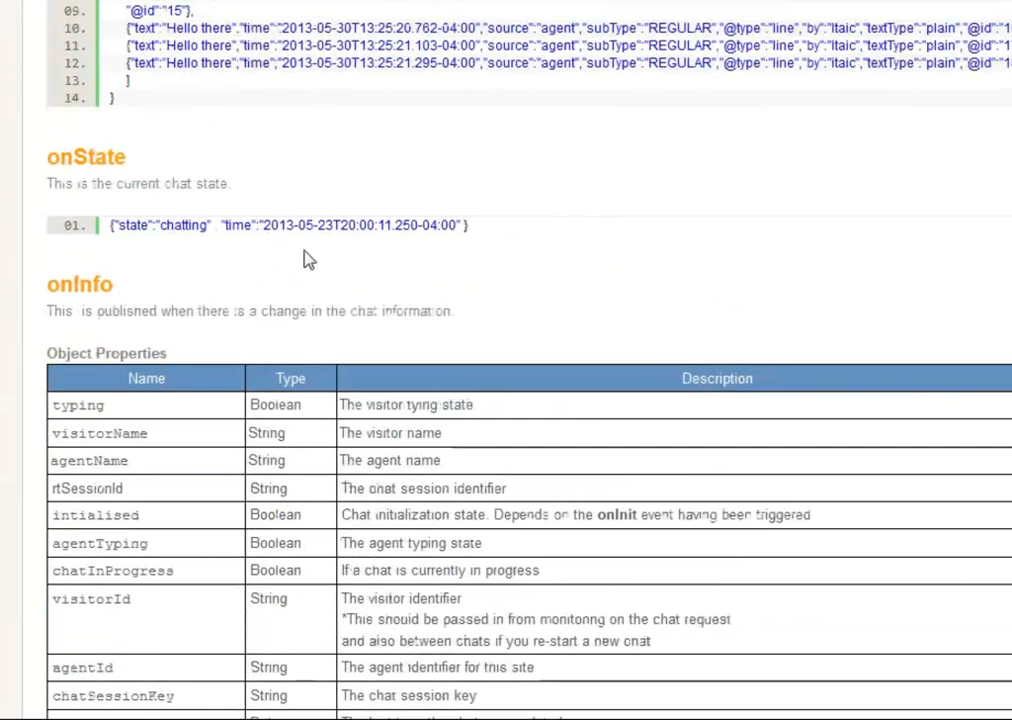 09. "@id":"15"},
10. {"text":"Hello there","time":"2013-05-30T13:25:20.762-04:00","source":"agent","subType":"REGULAR","@type":"line","by":"Itaic","textType":"plain","@id":"1
11. {"text":"Hello there","time":"2013-05-30T13:25:21.103-04:00","source":"agent","subType":"REGULAR","@type":"line","by":"Itaic","textType":"plain","@id":"1
12. {"text":"Hello there","time":"2013-05-30T13:25:21.295-04:00","source":"agent","subType":"REGULAR","@type":"line","by":"Itaic","textType":"plain","@id":"1
13. ]
14. }
onState
This is the current chat state.
01. {"state":"chatting" , "time":"2013-05-23T20:00:11.250-04:00" }
onInfo
This is published when there is a change in the chat information.
Object Properties
Name Type Description
typing Boolean The visitor tying state
visitorName String The visitor name
agentName String The agent name
rtSessionId String The chat session identifier
intialised Boolean Chat initialization state. Depends on the onInit event having been triggered
agentTyping Boolean The agent typing state
chatInProgress Boolean If a chat is currently in progress
visitorId String The visitor identifier
*This should be passed in from monitoring on the chat request
and also between chats if you re-start a new chat
agentId String The agent identifier for this site
chatSessionKey String The chat session key